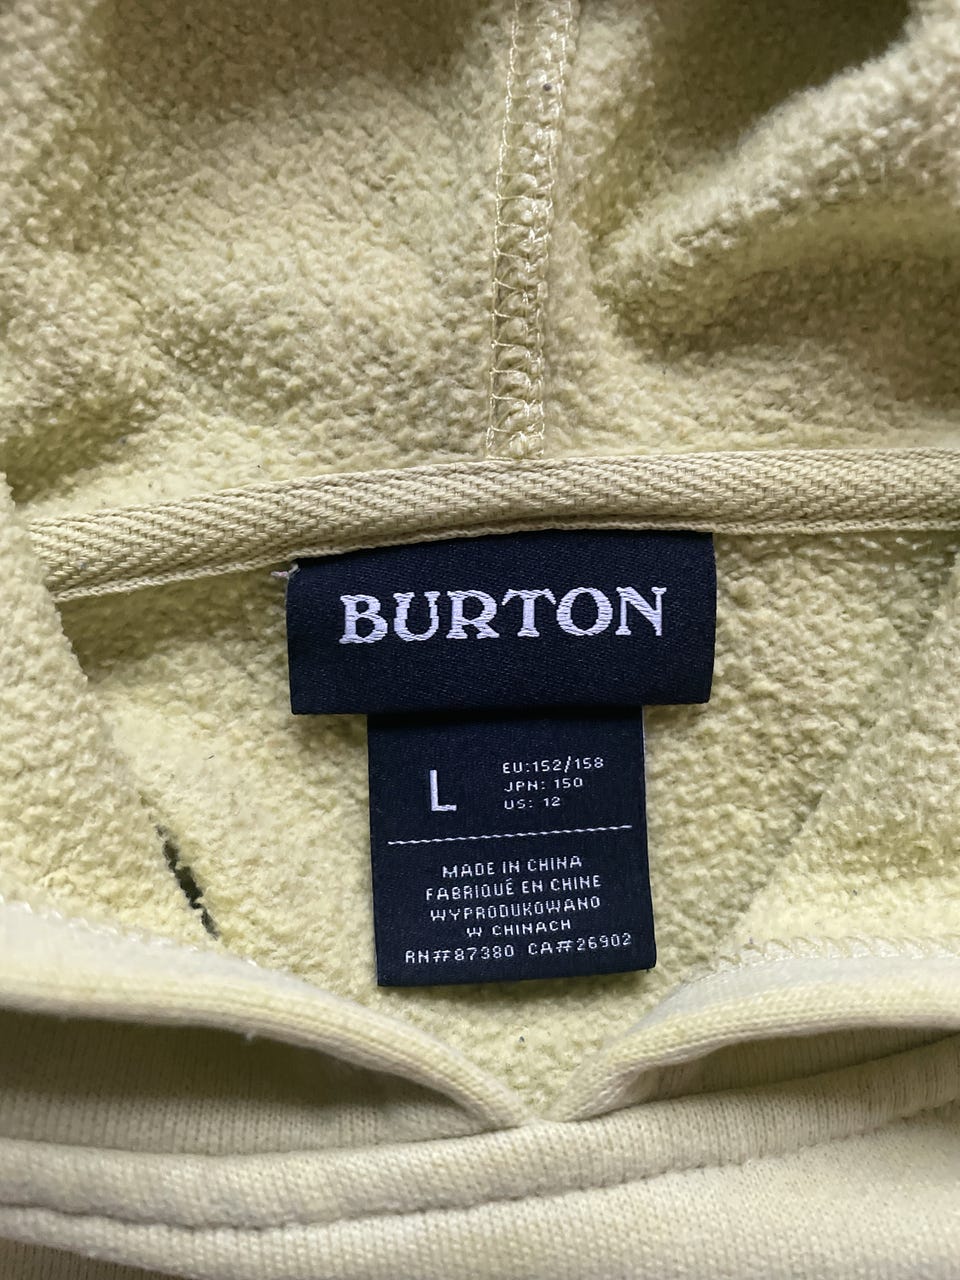 BURTON
L
EU:152/158
JPN: 150
US: 12
MADE IN CHINA
FABRIQUÉ EN CHINE
WYPRODUKOWANO
W CHINACH
RN#87380 CA#26902